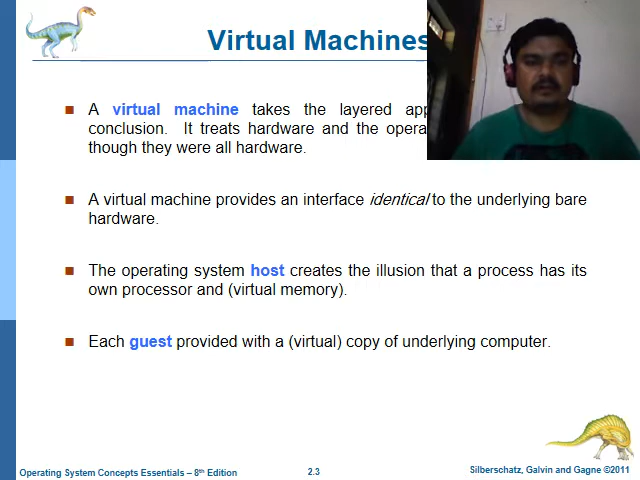 Virtual Machines
A virtual machine takes the layered app
conclusion. It treats hardware and the opera
though they were all hardware.
A virtual machine provides an interface identical to the underlying bare
hardware.
The operating system host creates the illusion that a process has its
own processor and (virtual memory).
Each guest provided with a (virtual) copy of underlying computer.
Operating System Concepts Essentials – 8th Edition
2.3
Silberschatz, Galvin and Gagne ©2011